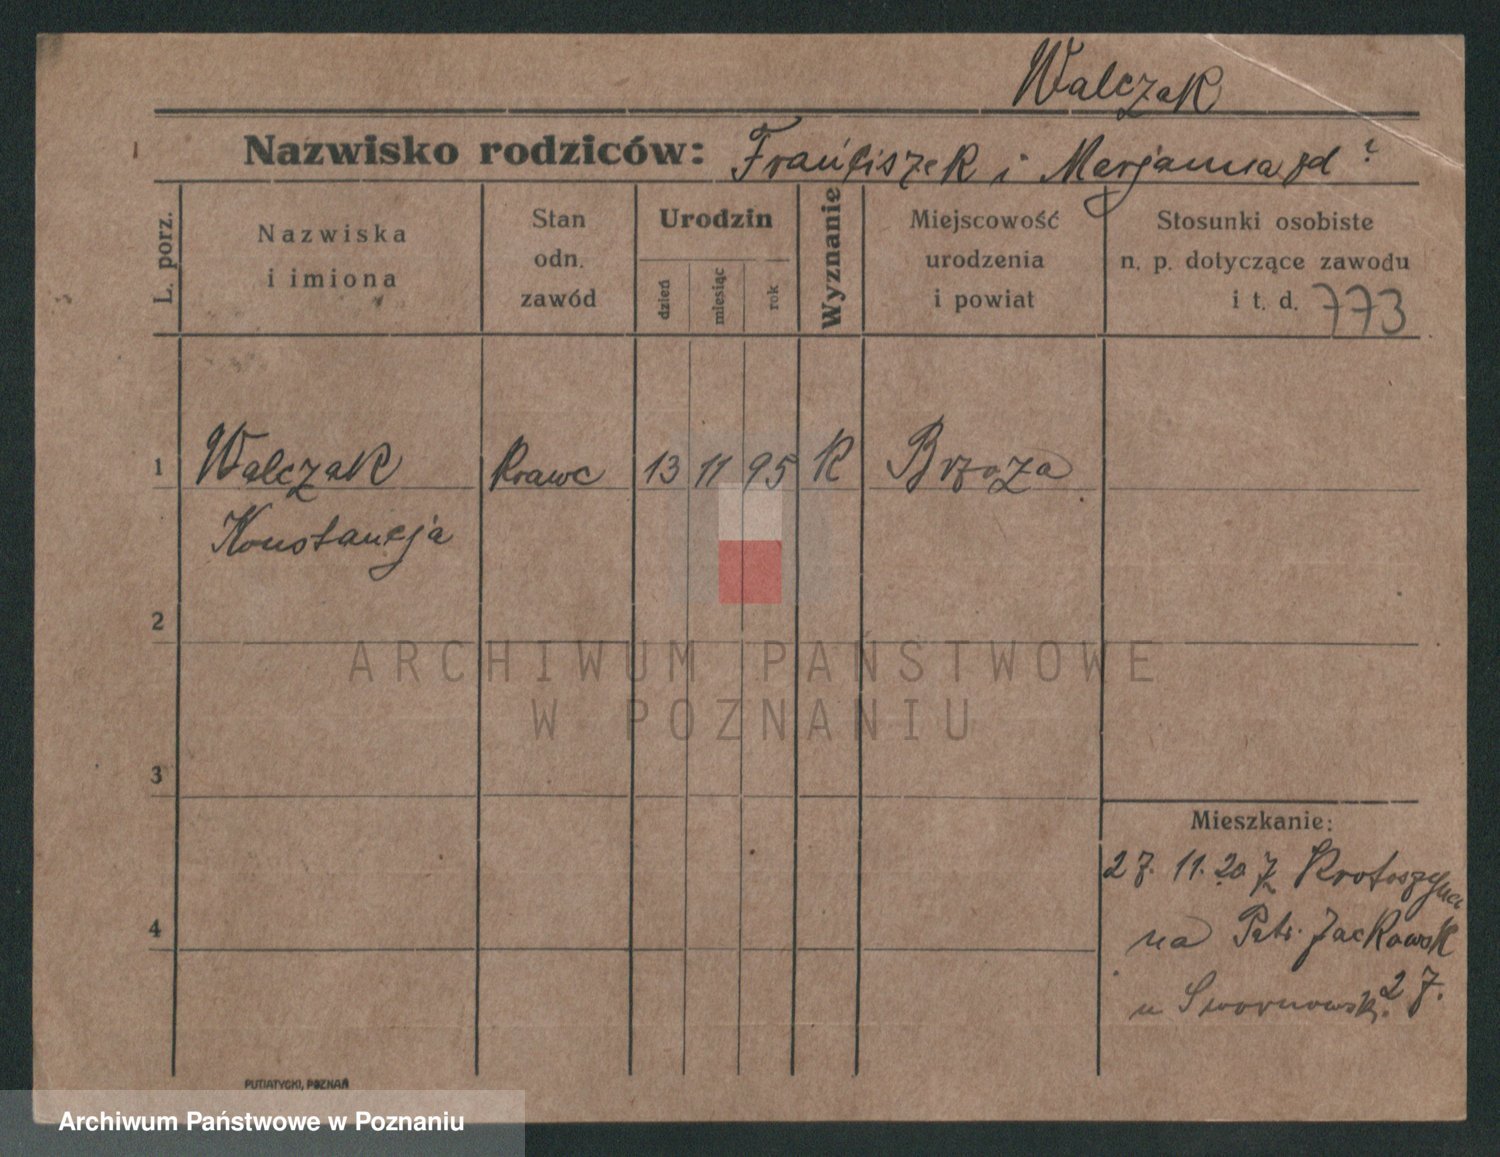 Walczak
Nazwisko rodziców: Franciszek i Marjanna zd ?
L. porz.
Nazwiska
i imiona
Stan
odn.
zawód
Urodzin
dzień
miesiąc
rok
Wyznanie
Miejscowość
urodzenia
i powiat
Stosunki osobiste
n. p. dotyczące zawodu
i t. d. 773
1 Walczak Krawc 13 11 95 K Brzoza
Konstancja
2
3
4
Mieszkanie:
27. 11. 20 z Krotoszyna
na Patr. Jackowsk
27.
u
PUTIATYCKI, POZNAŃ
ARCHIWUM PAŃSTWOWE
W POZNANIU
Archiwum Państwowe w Poznaniu